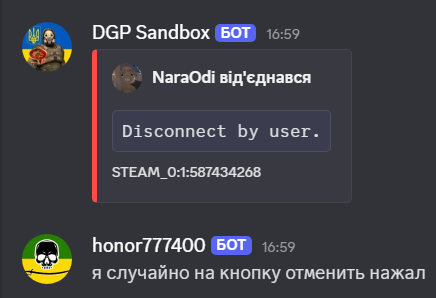 DGP Sandbox БОТ 16:59
NaraOdi від'єднався
Disconnect by user.
STEAM_0:1:587434268
honor777400 БОТ 16:59
я случайно на кнопку отменить нажал